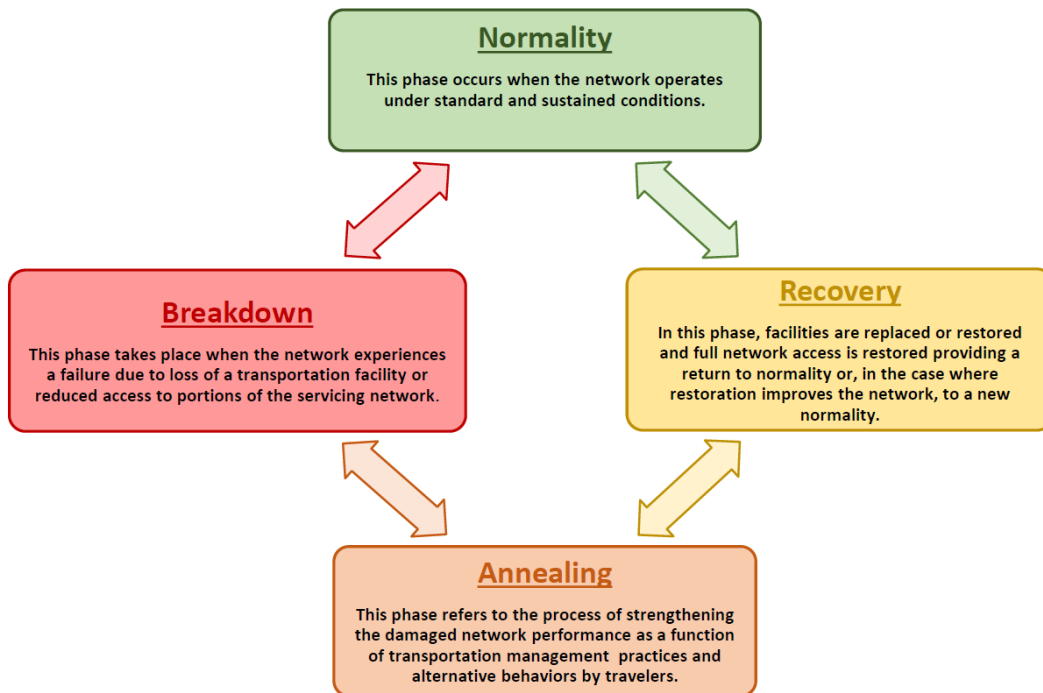 Normality
This phase occurs when the network operates
under standard and sustained conditions.
Breakdown
This phase takes place when the network experiences
a failure due to loss of a transportation facility or
reduced access to portions of the servicing network.
Recovery
In this phase, facilities are replaced or restored
and full network access is restored providing a
return to normality or, in the case where
restoration improves the network, to a new
normality.
Annealing
This phase refers to the process of strengthening
the damaged network performance as a function
of transportation management practices and
alternative behaviors by travelers.